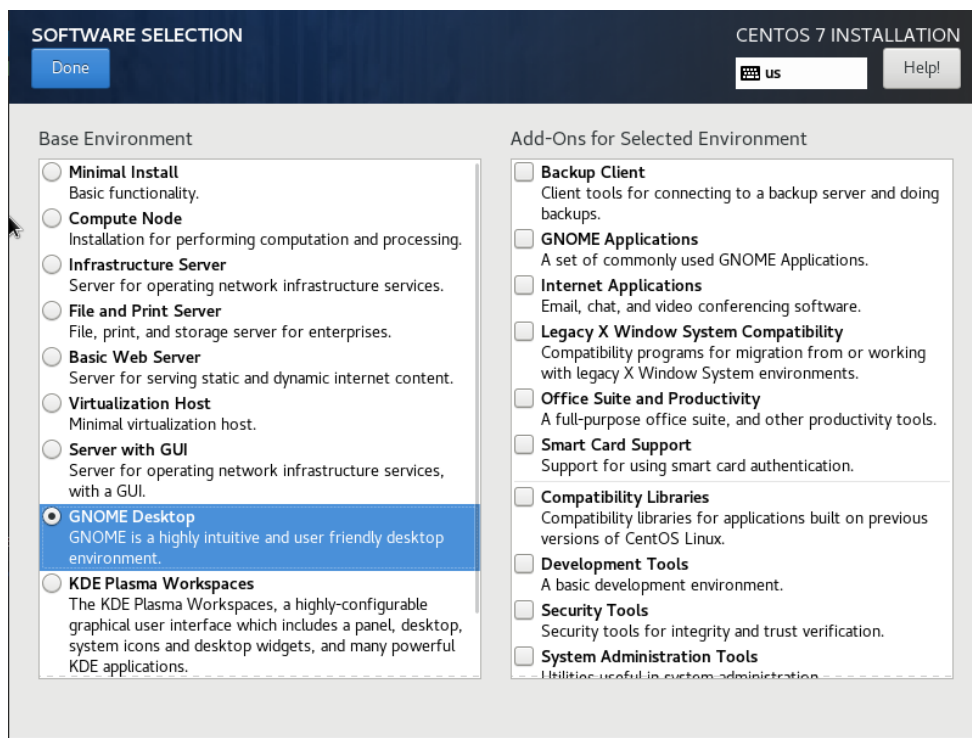 SOFTWARE SELECTION
CENTOS 7 INSTALLATION
Done
us
Help!
Base Environment
Minimal Install
Basic functionality.
Compute Node
Installation for performing computation and processing.
Infrastructure Server
Server for operating network infrastructure services.
File and Print Server
File, print, and storage server for enterprises.
Basic Web Server
Server for serving static and dynamic internet content.
Virtualization Host
Minimal virtualization host.
Server with GUI
Server for operating network infrastructure services,
with a GUI.
GNOME Desktop
GNOME is a highly intuitive and user friendly desktop
environment.
KDE Plasma Workspaces
The KDE Plasma Workspaces, a highly-configurable
graphical user interface which includes a panel, desktop,
system icons and desktop widgets, and many powerful
KDE applications.
Add-Ons for Selected Environment
Backup Client
Client tools for connecting to a backup server and doing
backups.
GNOME Applications
A set of commonly used GNOME Applications.
Internet Applications
Email, chat, and video conferencing software.
Legacy X Window System Compatibility
Compatibility programs for migration from or working
with legacy X Window System environments.
Office Suite and Productivity
A full-purpose office suite, and other productivity tools.
Smart Card Support
Support for using smart card authentication.
Compatibility Libraries
Compatibility libraries for applications built on previous
versions of CentOS Linux.
Development Tools
A basic development environment.
Security Tools
Security tools for integrity and trust verification.
System Administration Tools
Utilities useful in system administration